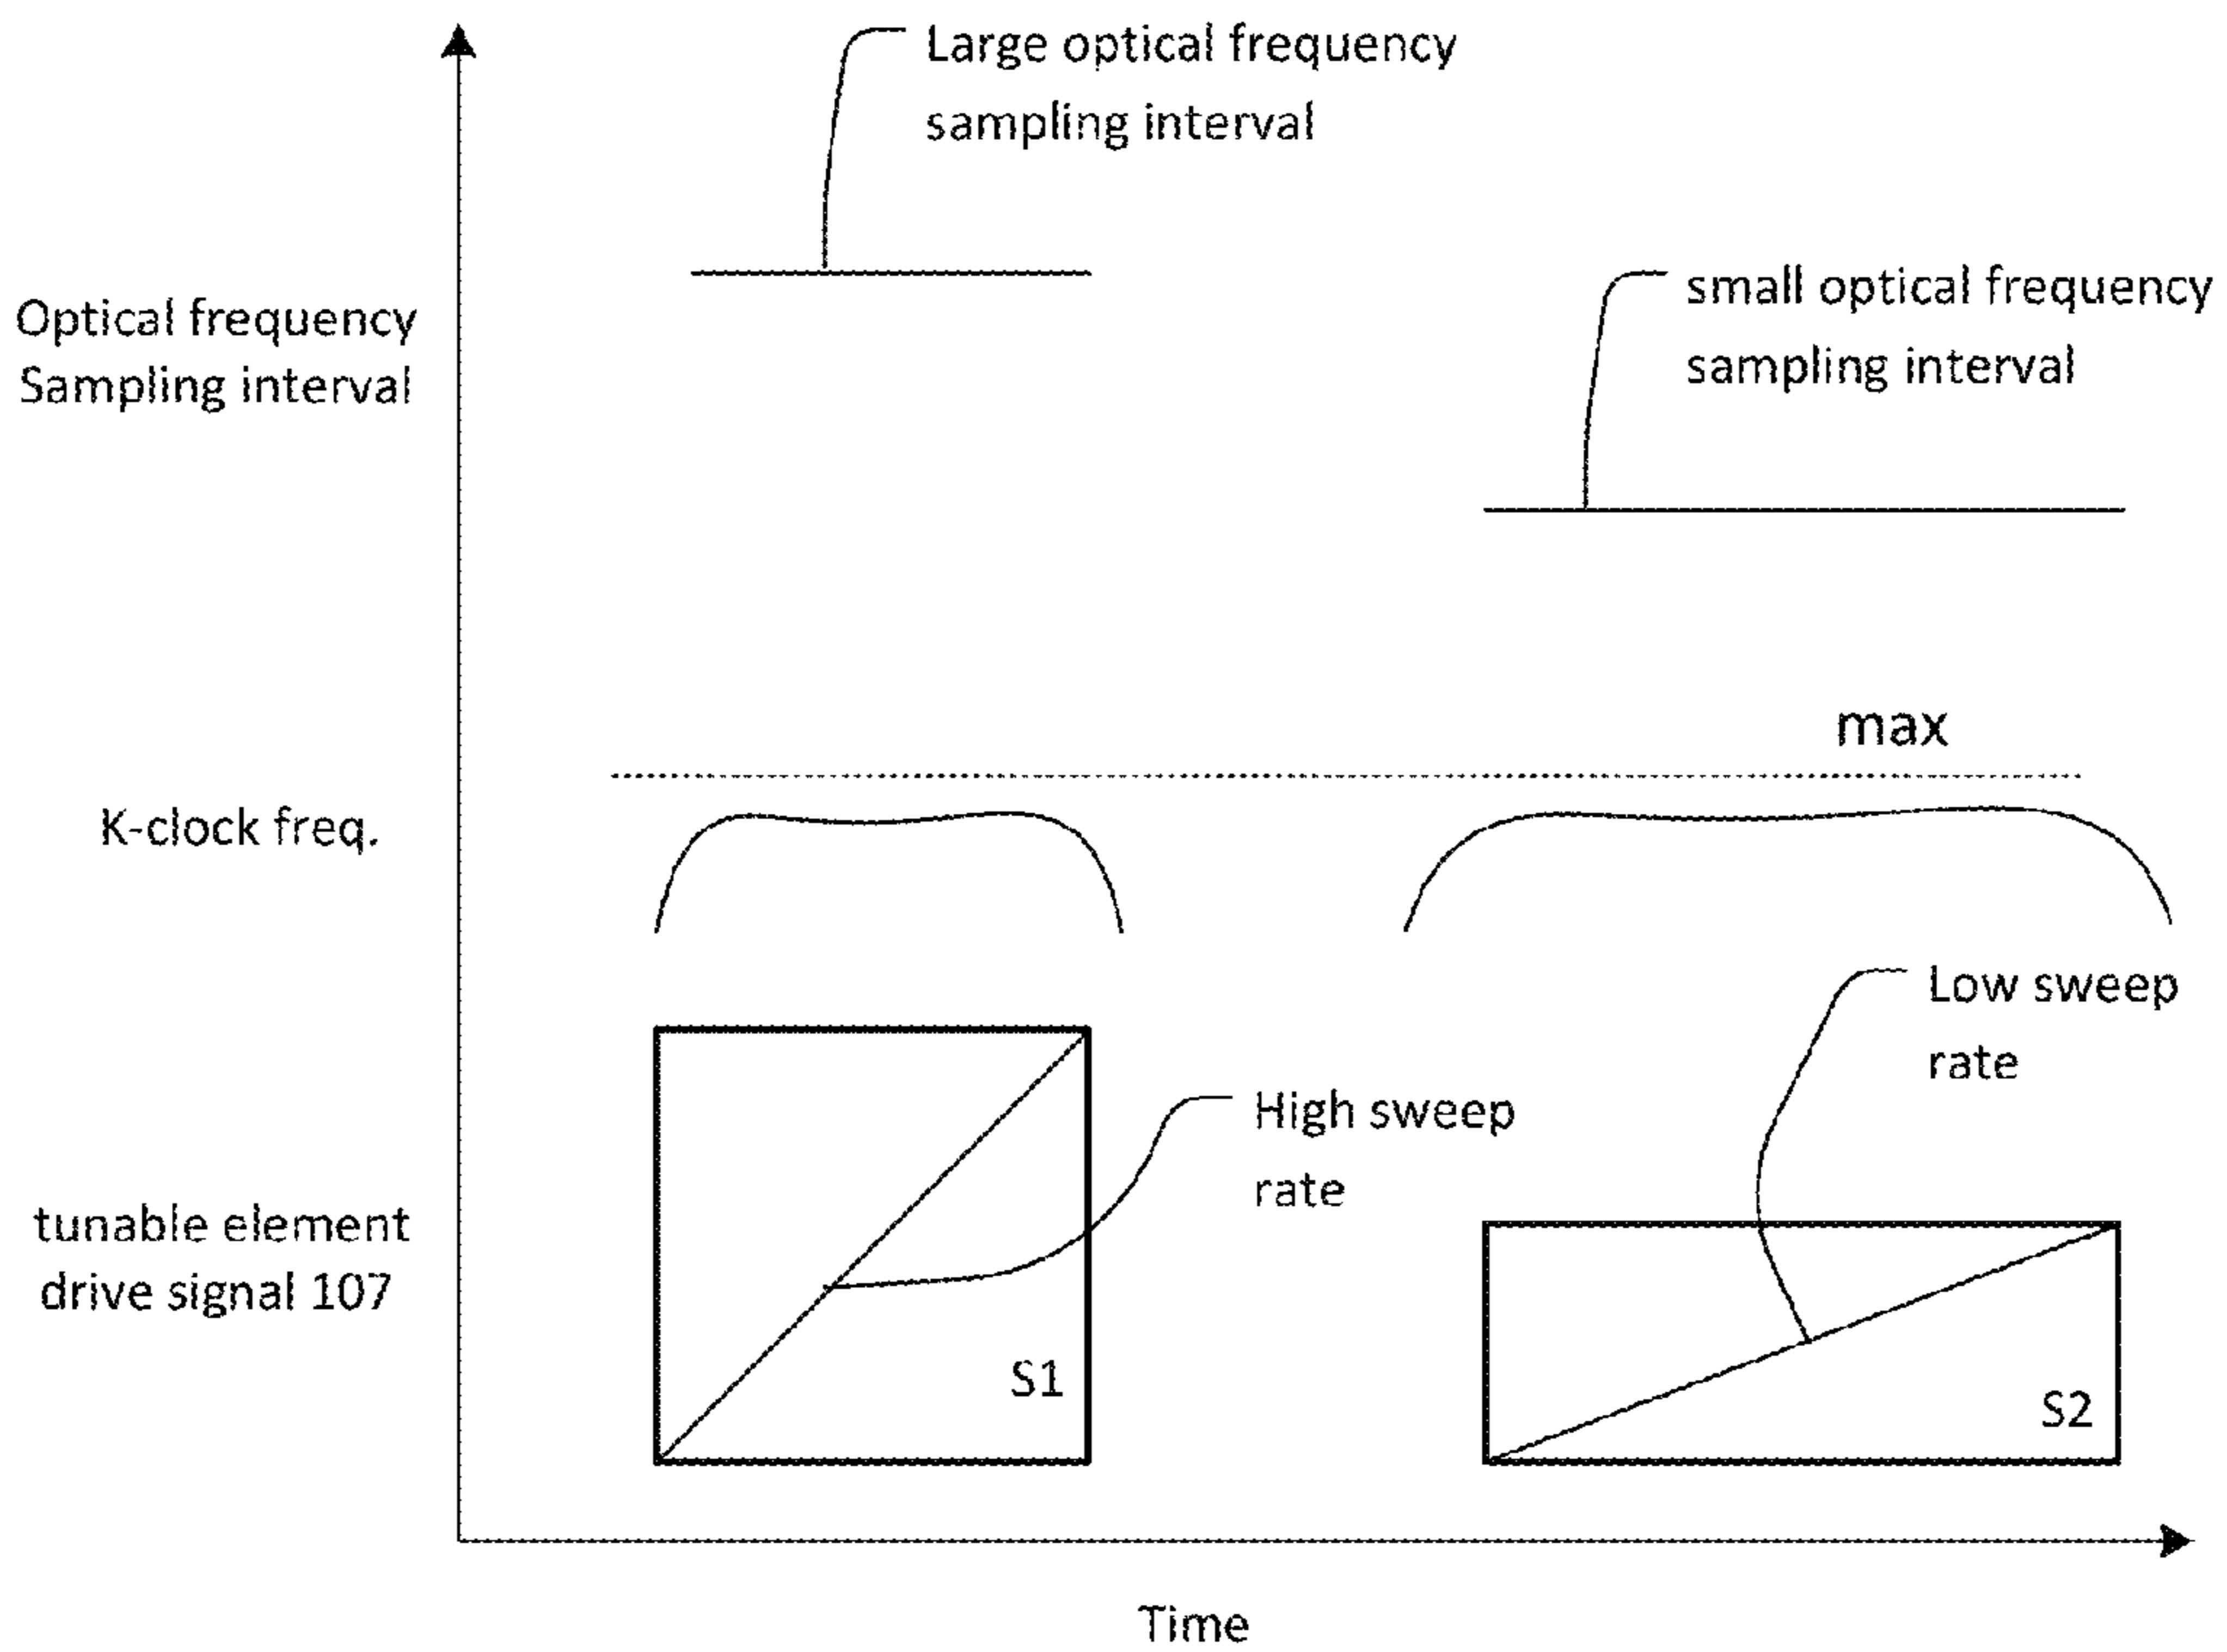 Large optical frequency
sampling interval
Optical frequency
Sampling interval
small optical frequency
sampling interval
max
K-clock freq.
Low sweep
rate
High sweep
rate
tunable element
drive signal 107
S1
S2
Time